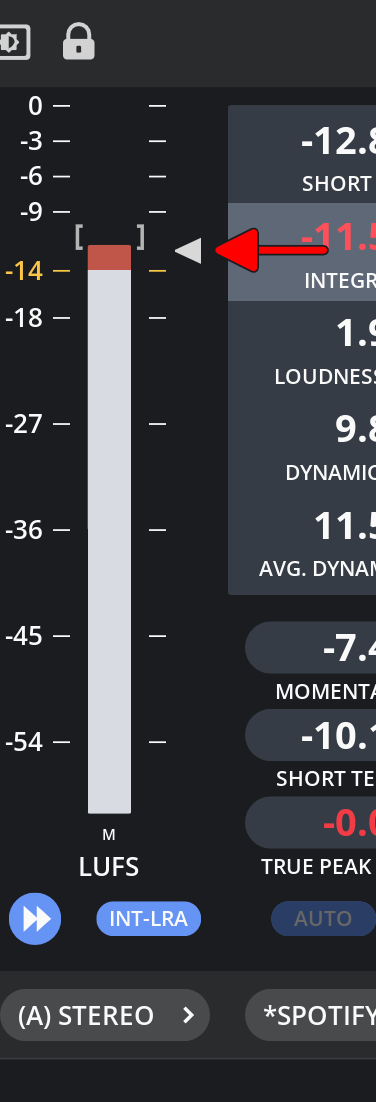 0
-3
-6
-9
-14
-18
-27
-36
-45
-54
M
LUFS
-12.8
SHORT
-11.5
INTEGR
1.9
LOUDNESS
9.8
DYNAMIC
11.5
AVG. DYNAM
-7.4
MOMENTA
-10.1
SHORT TE
-0.0
TRUE PEAK
INT-LRA
AUTO
(A) STEREO
*SPOTIFY